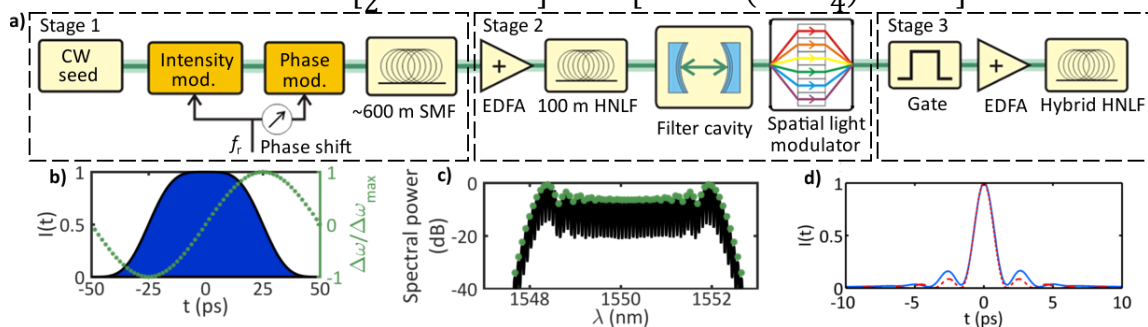 a) Stage 1
Stage 2
Stage 3
CW
seed
Intensity
mod.
Phase
mod.
~600 m SMF
f_r
Phase shift
EDFA
100 m HNLF
Filter cavity
Spatial light
modulator
Gate
EDFA
Hybrid HNLF
b)
I(t)
1
0.5
0
-50
-25
0
25
50
t (ps)
1
0
-1
Δω/Δω_max
c)
Spectral power
(dB)
0
-20
-40
1548
1550
1552
λ (nm)
d)
I(t)
1
0.5
0
-10
-5
0
5
10
t (ps)